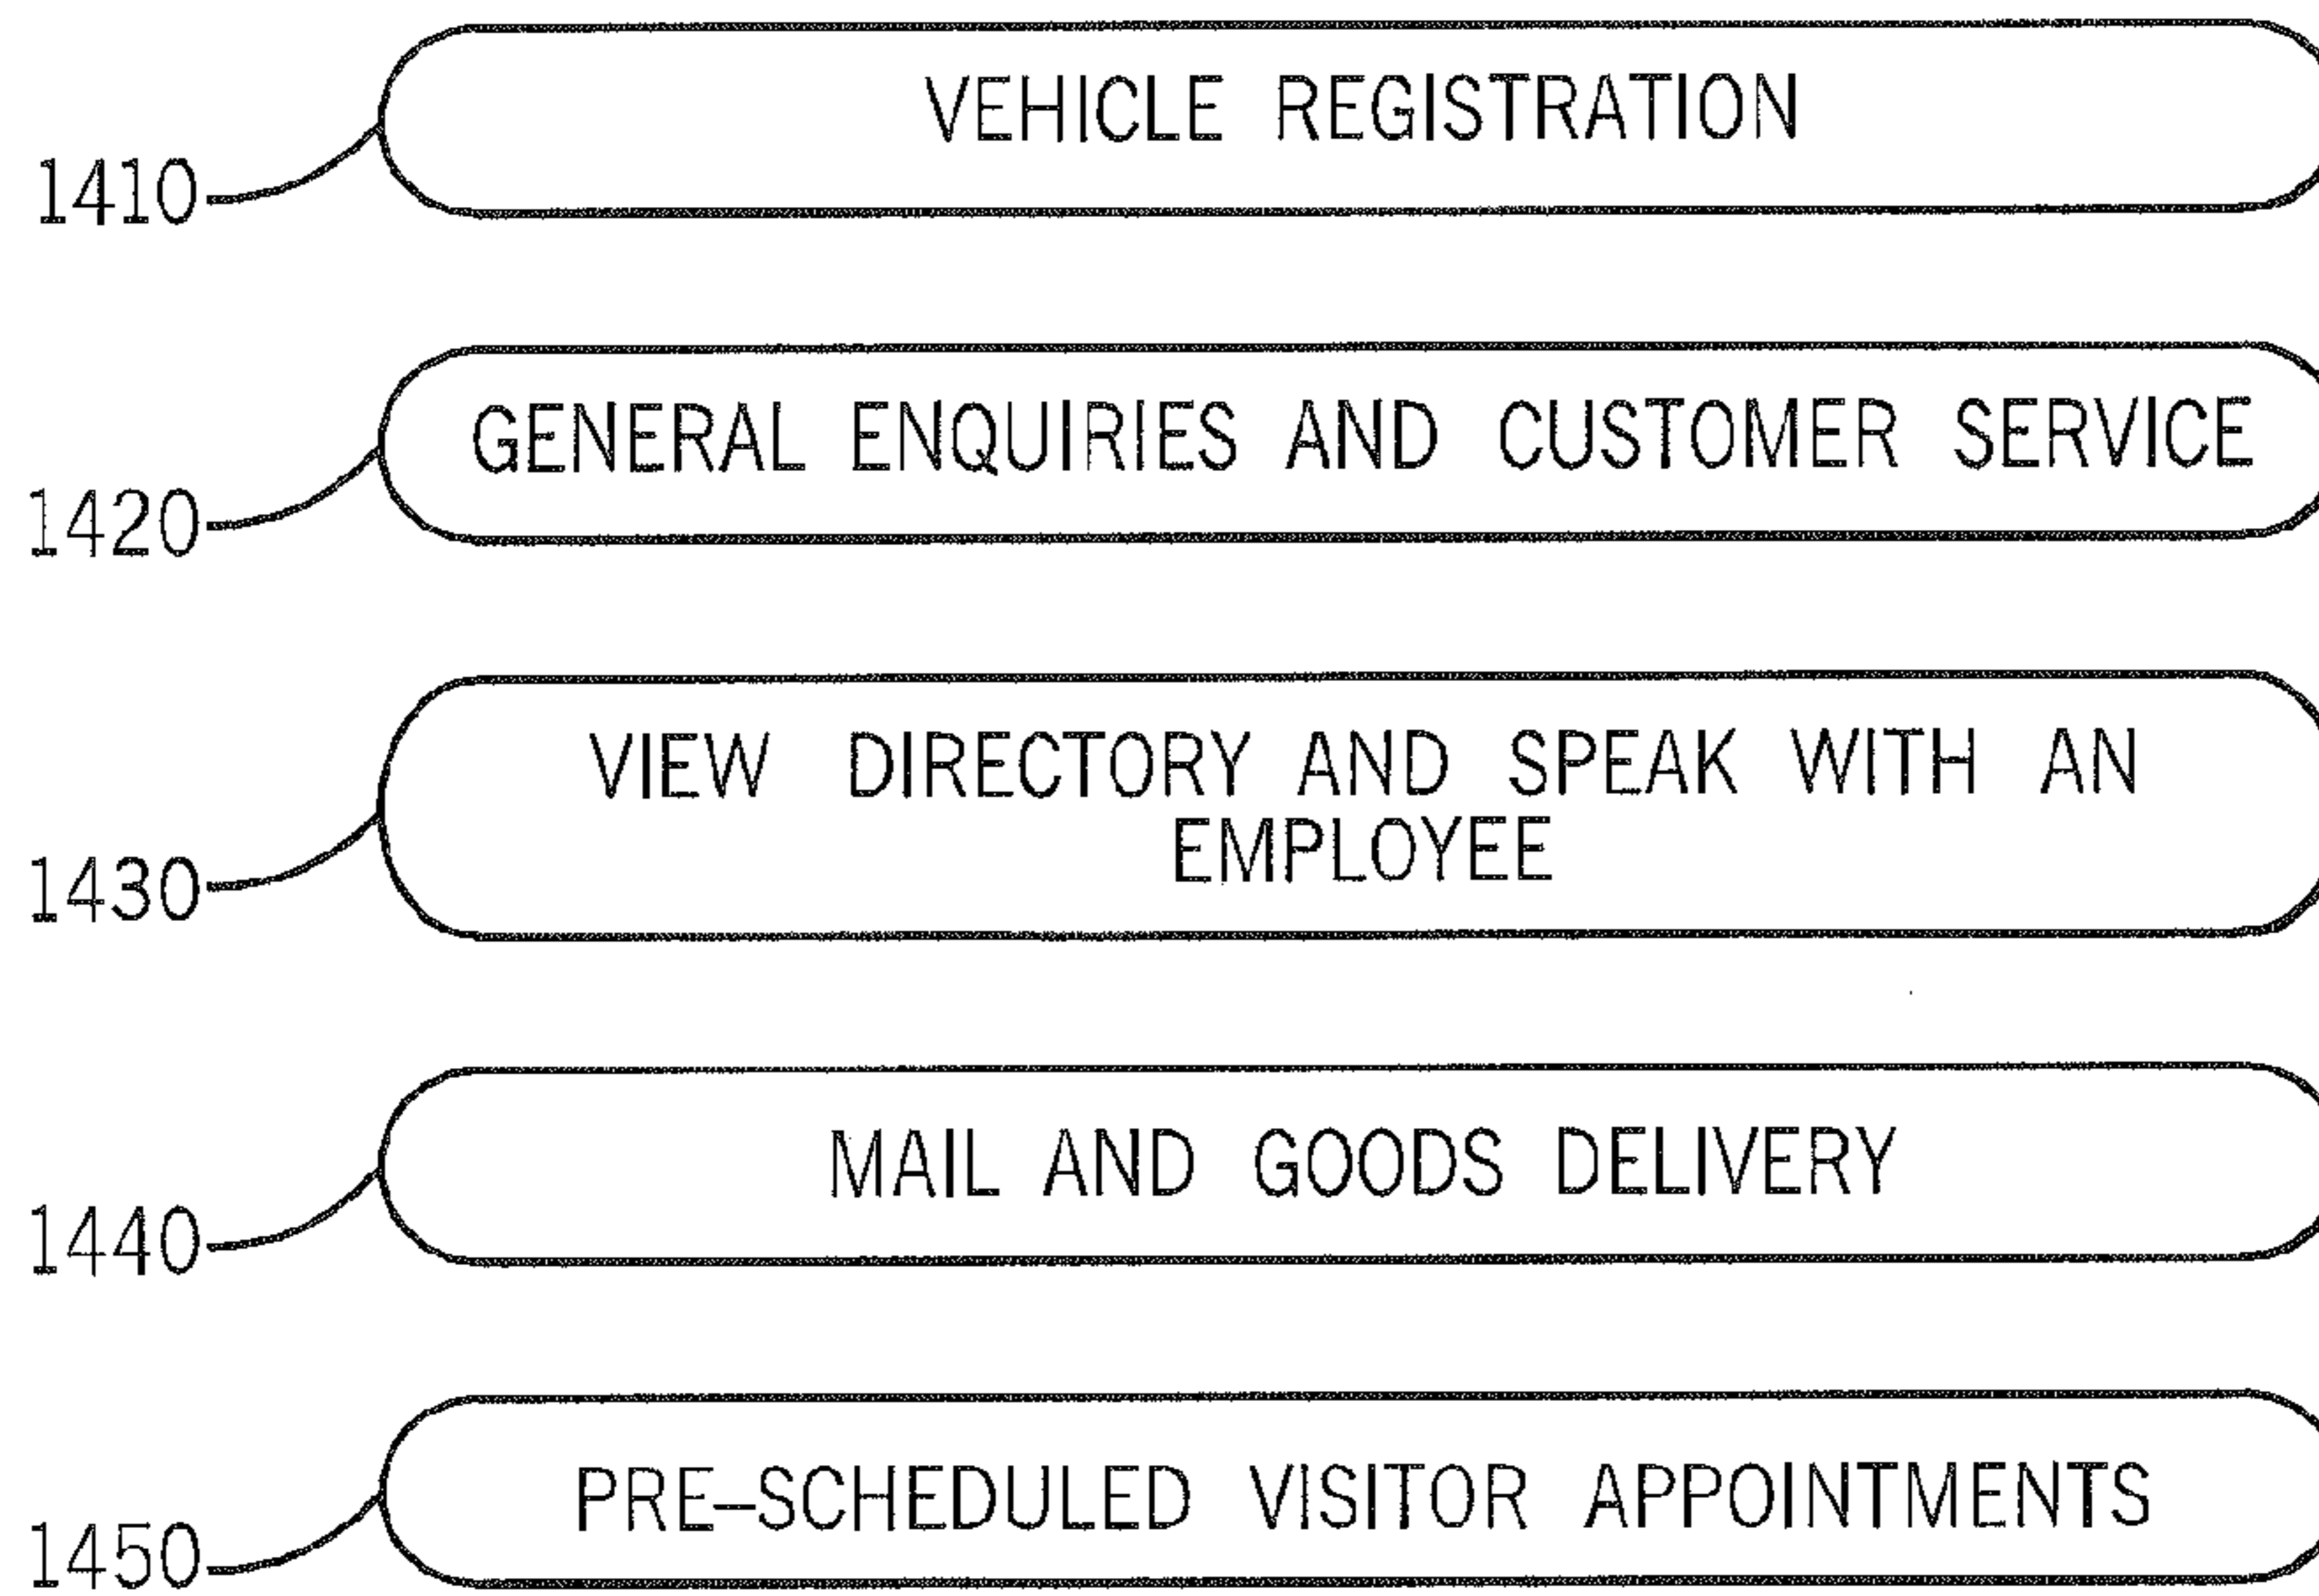 VEHICLE REGISTRATION
1410
GENERAL ENQUIRIES AND CUSTOMER SERVICE
1420
VIEW DIRECTORY AND SPEAK WITH AN
EMPLOYEE
1430
MAIL AND GOODS DELIVERY
1440
PRE–SCHEDULED VISITOR APPOINTMENTS
1450